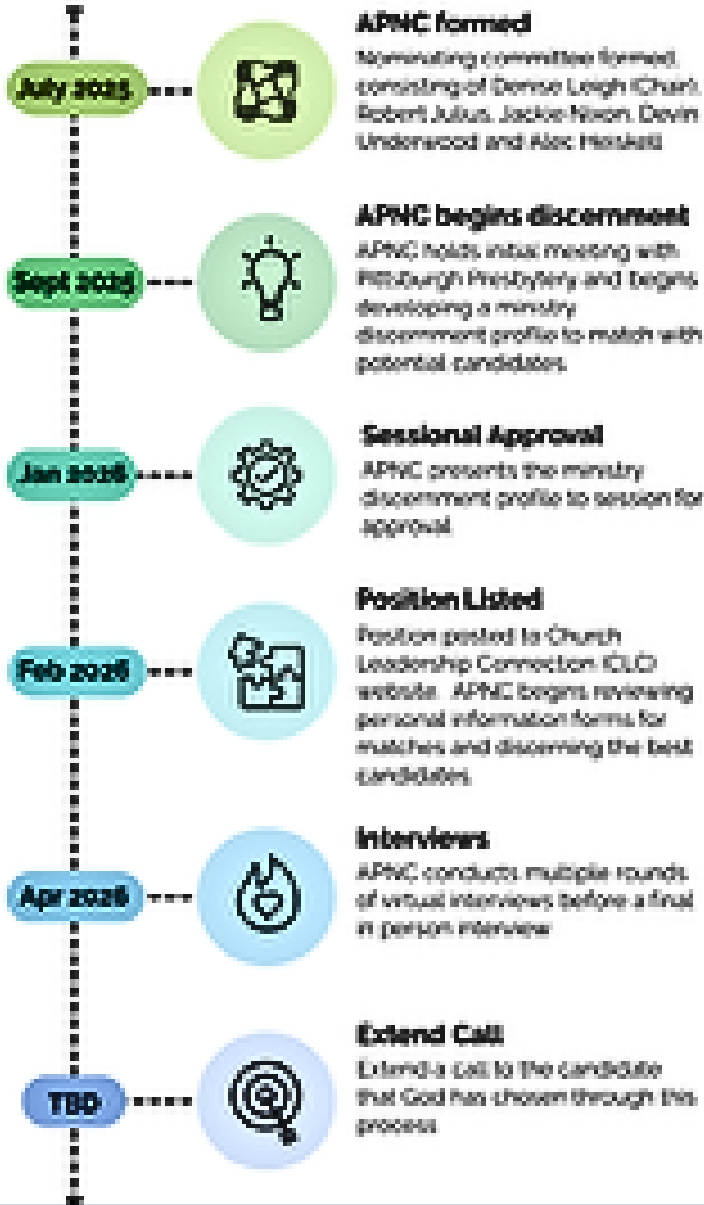 July 2025
APNC formed
Nominating committee formed,
consisting of Denise Leigh (Chair),
Robert Julius, Jackie Nixon, Devin
Underwood and Alec Heiskell
Sept 2025
APNC begins discernment
APNC holds initial meeting with
Pittsburgh Presbytery and begins
developing a ministry
discernment profile to match with
potential candidates
Jan 2026
Sessional Approval
APNC presents the ministry
discernment profile to session for
approval
Feb 2026
Position Listed
Position posted to Church
Leadership Connection (CLC)
website. APNC begins reviewing
personal information forms for
matches and discerning the best
candidates
Apr 2026
Interviews
APNC conducts multiple rounds
of virtual interviews before a final
in person interview
TBD
Extend Call
Extend a call to the candidate
that God has chosen through this
process